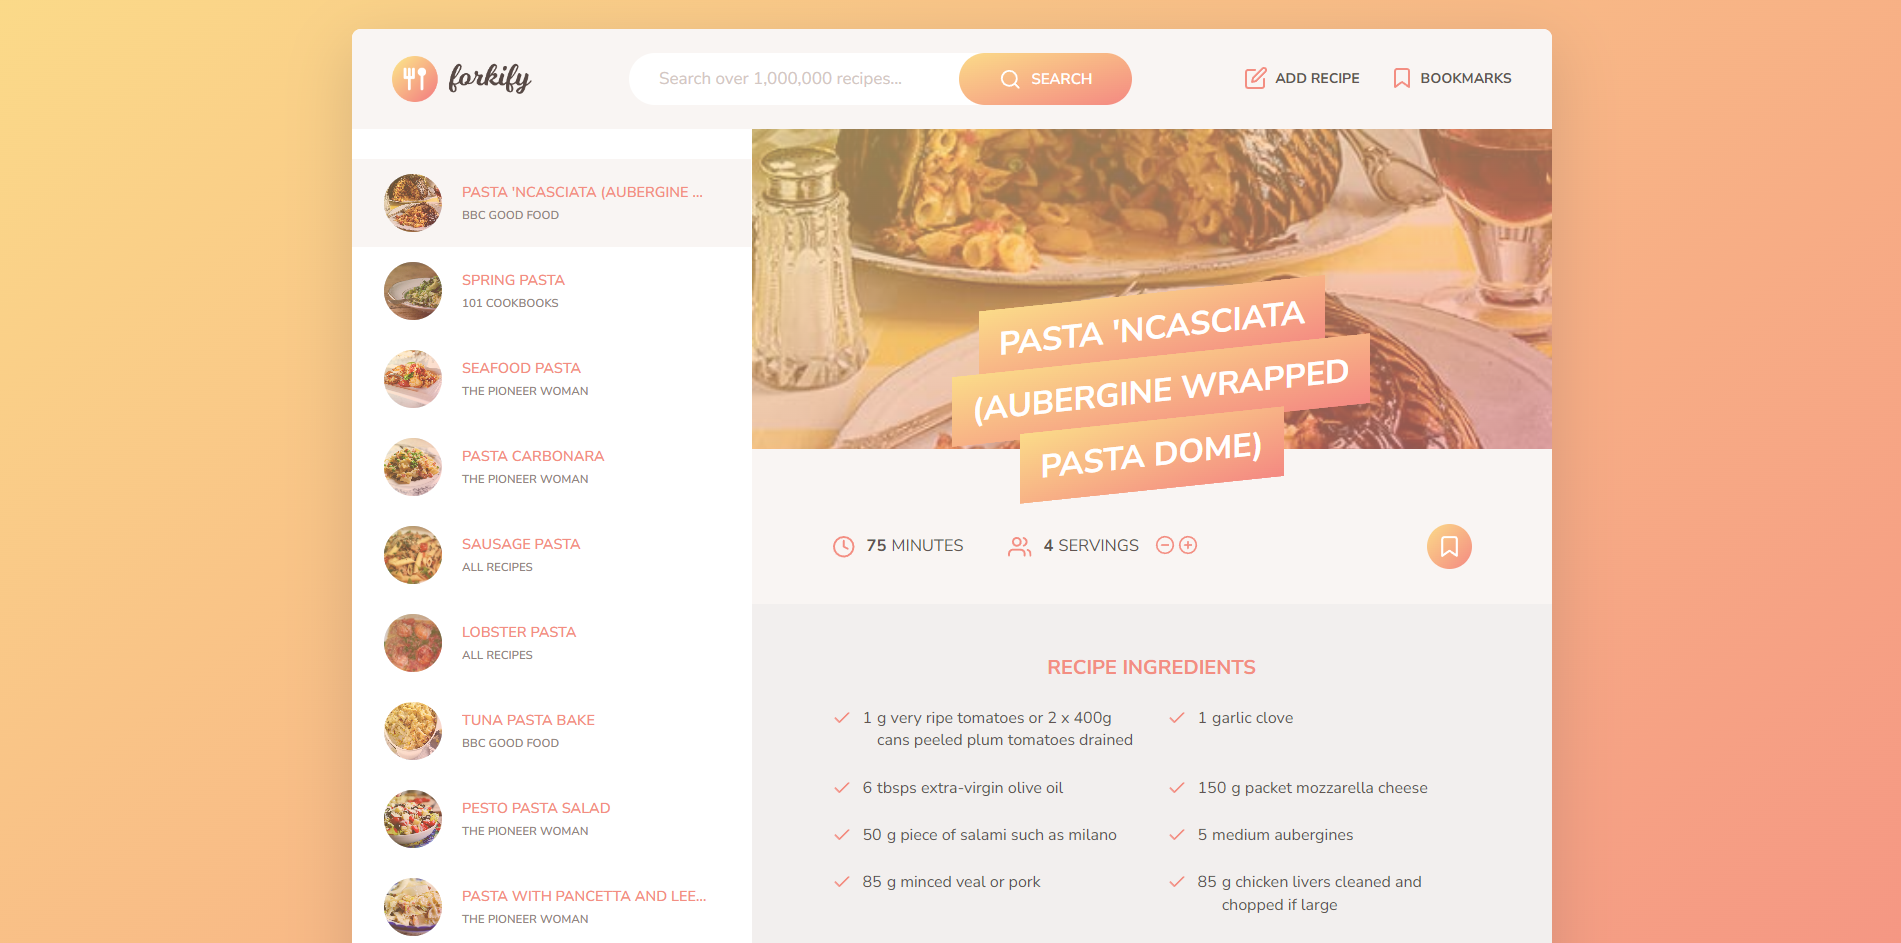 forkify
Search over 1,000,000 recipes...
SEARCH
ADD RECIPE
BOOKMARKS
PASTA 'NCASCIATA (AUBERGINE ...
BBC GOOD FOOD
SPRING PASTA
101 COOKBOOKS
SEAFOOD PASTA
THE PIONEER WOMAN
PASTA CARBONARA
THE PIONEER WOMAN
SAUSAGE PASTA
ALL RECIPES
LOBSTER PASTA
ALL RECIPES
TUNA PASTA BAKE
BBC GOOD FOOD
PESTO PASTA SALAD
THE PIONEER WOMAN
PASTA WITH PANCETTA AND LEE...
THE PIONEER WOMAN
PASTA 'NCASCIATA
(AUBERGINE WRAPPED
PASTA DOME)
75 MINUTES
4 SERVINGS
RECIPE INGREDIENTS
1 g very ripe tomatoes or 2 x 400g
cans peeled plum tomatoes drained
1 garlic clove
6 tbsps extra-virgin olive oil
150 g packet mozzarella cheese
50 g piece of salami such as milano
5 medium aubergines
85 g minced veal or pork
85 g chicken livers cleaned and
chopped if large